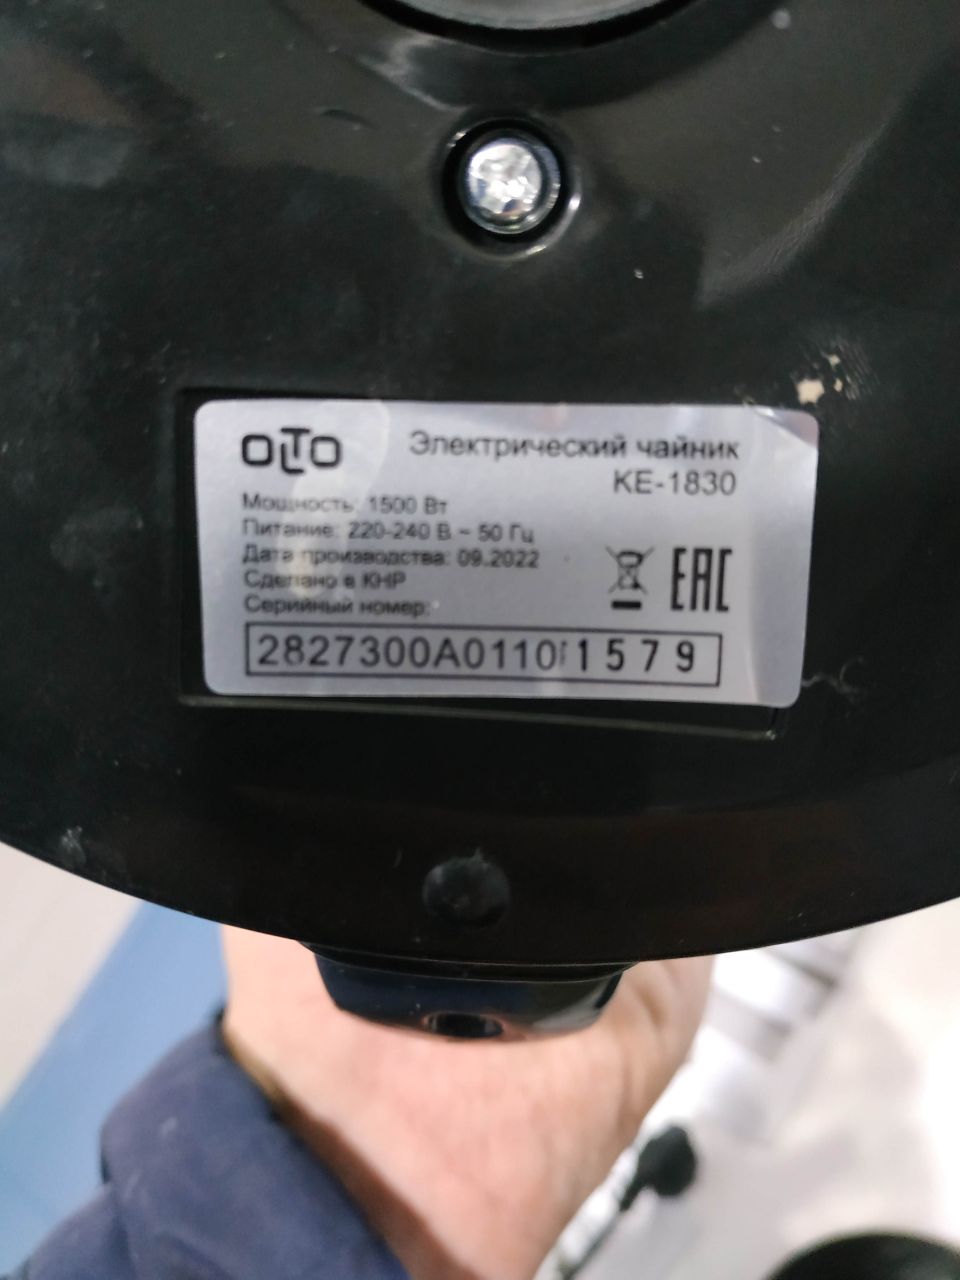 OLTO
Электрический чайник
KE-1830
Мощность: 1500 Вт
Питание: 220-240 В ~ 50 Гц
Дата производства: 09.2022
Сделано в КНР
Серийный номер:
EAC
2827300A0110 1579